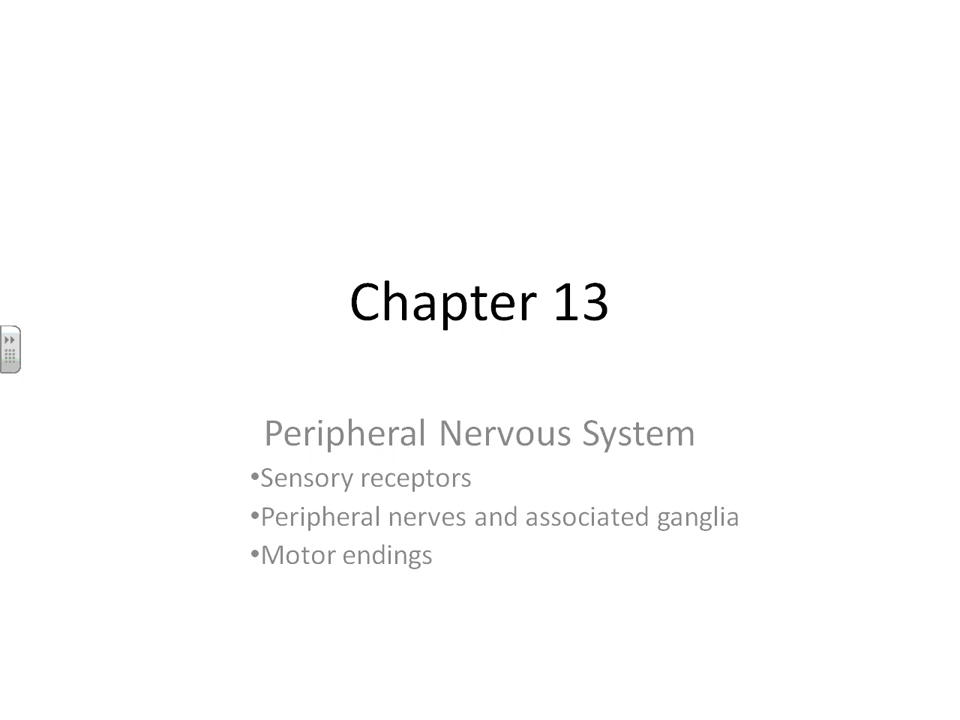 Chapter 13
Peripheral Nervous System
•Sensory receptors
•Peripheral nerves and associated ganglia
•Motor endings